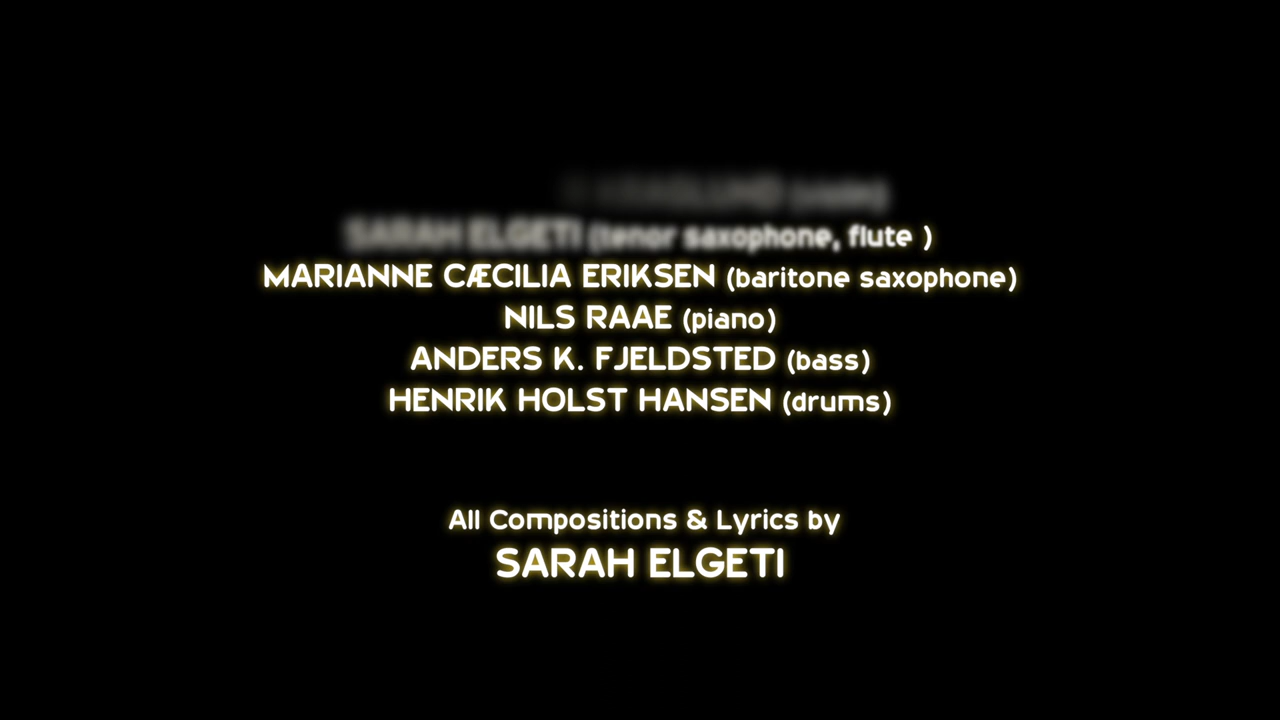 SARAH ELGETI (tenor saxophone, flute )
MARIANNE CÆCILIA ERIKSEN (baritone saxophone)
NILS RAAE (piano)
ANDERS K. FJELDSTED (bass)
HENRIK HOLST HANSEN (drums)
All Compositions & Lyrics by
SARAH ELGETI